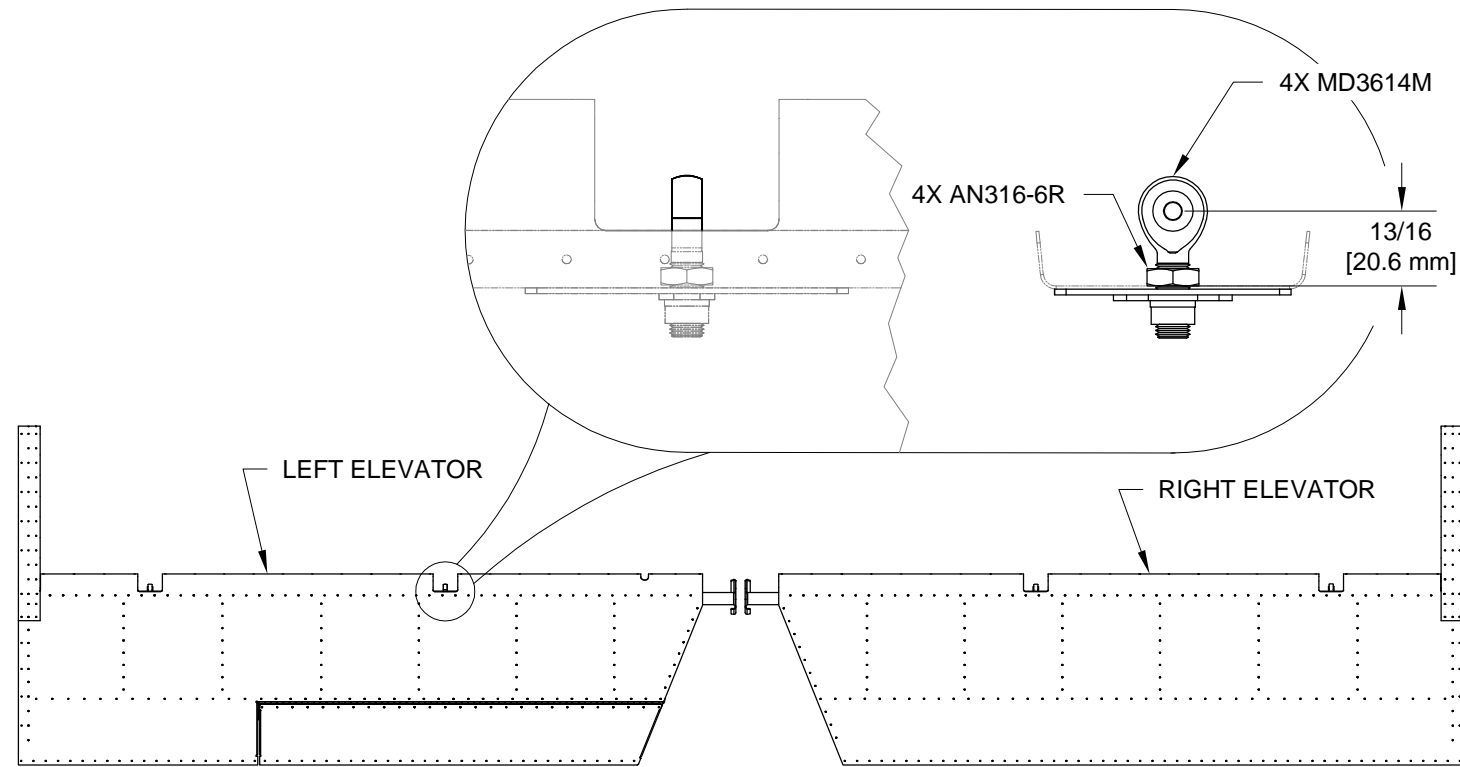 4X MD3614M
4X AN316-6R
13/16
[20.6 mm]
LEFT ELEVATOR
RIGHT ELEVATOR